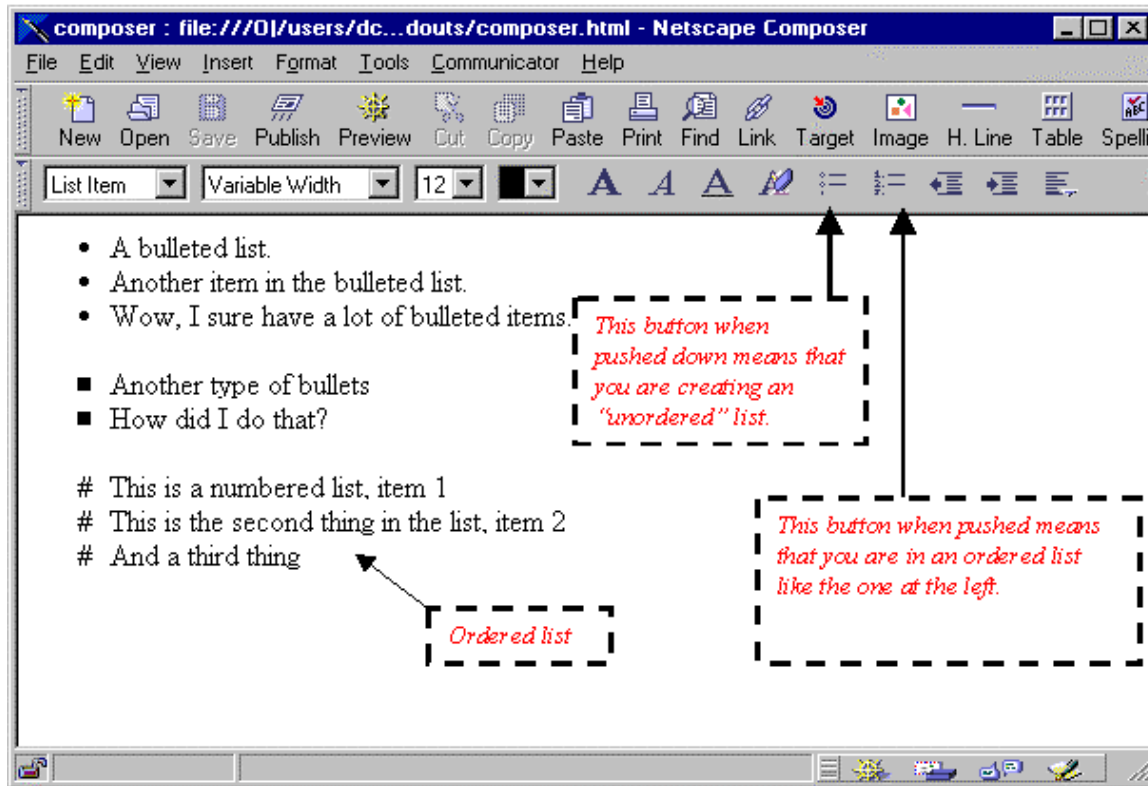 composer : file:///O|/users/dc...douts/composer.html - Netscape Composer
File Edit View Insert Format Tools Communicator Help
New Open Save Publish Preview Cut Copy Paste Print Find Link Target Image H. Line Table Spelli
List Item Variable Width 12 A A A
• A bulleted list.
• Another item in the bulleted list.
• Wow, I sure have a lot of bulleted items.
■ Another type of bullets
■ How did I do that?
# This is a numbered list, item 1
# This is the second thing in the list, item 2
# And a third thing
This button when
pushed down means that
you are creating an
“unordered” list.
This button when pushed means
that you are in an ordered list
like the one at the left.
Ordered list